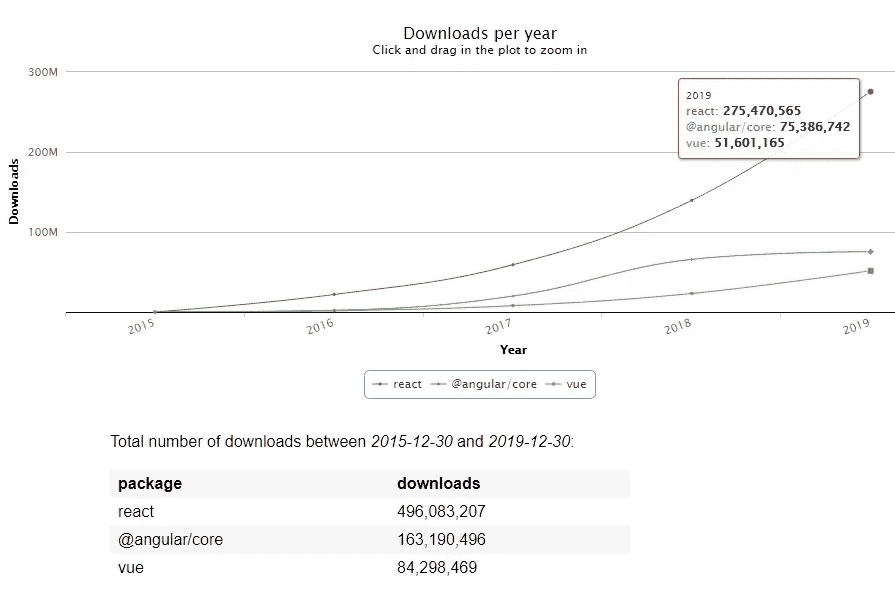 Downloads per year
Click and drag in the plot to zoom in
300M
200M
100M
Downloads
2019
react: 275,470,565
@angular/core: 75,386,742
vue: 51,601,165
2015 2016 2017 2018 2019
Year
react @angular/core vue
Total number of downloads between 2015-12-30 and 2019-12-30:
package downloads
react 496,083,207
@angular/core 163,190,496
vue 84,298,469